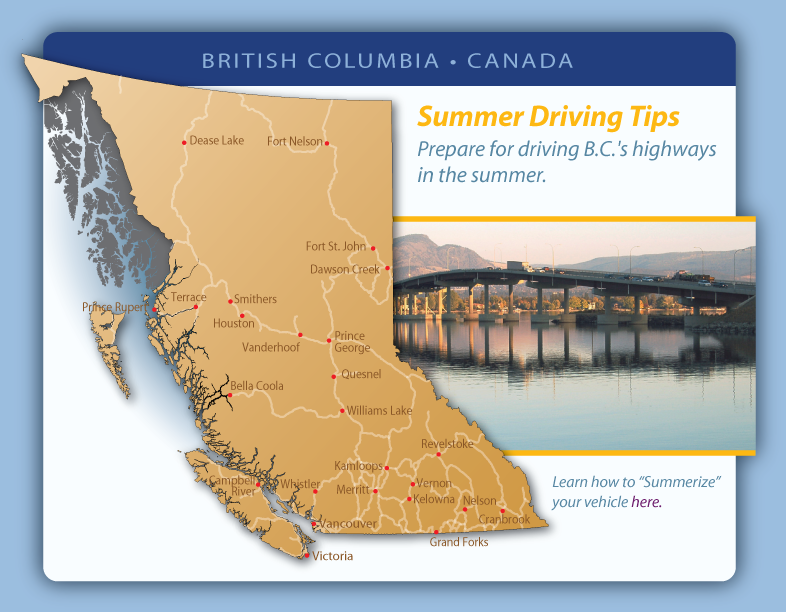 BRITISH COLUMBIA • CANADA
Summer Driving Tips
Prepare for driving B.C.'s highways
in the summer.
Dease Lake
Fort Nelson
Fort St. John
Dawson Creek
Prince Rupert
Terrace
Smithers
Houston
Vanderhoof
Prince
George
Quesnel
Bella Coola
Williams Lake
Revelstoke
Kamloops
Campbell
River
Whistler
Merritt
Vernon
Kelowna
Nelson
Cranbrook
Vancouver
Grand Forks
Victoria
Learn how to “Summerize”
your vehicle here.